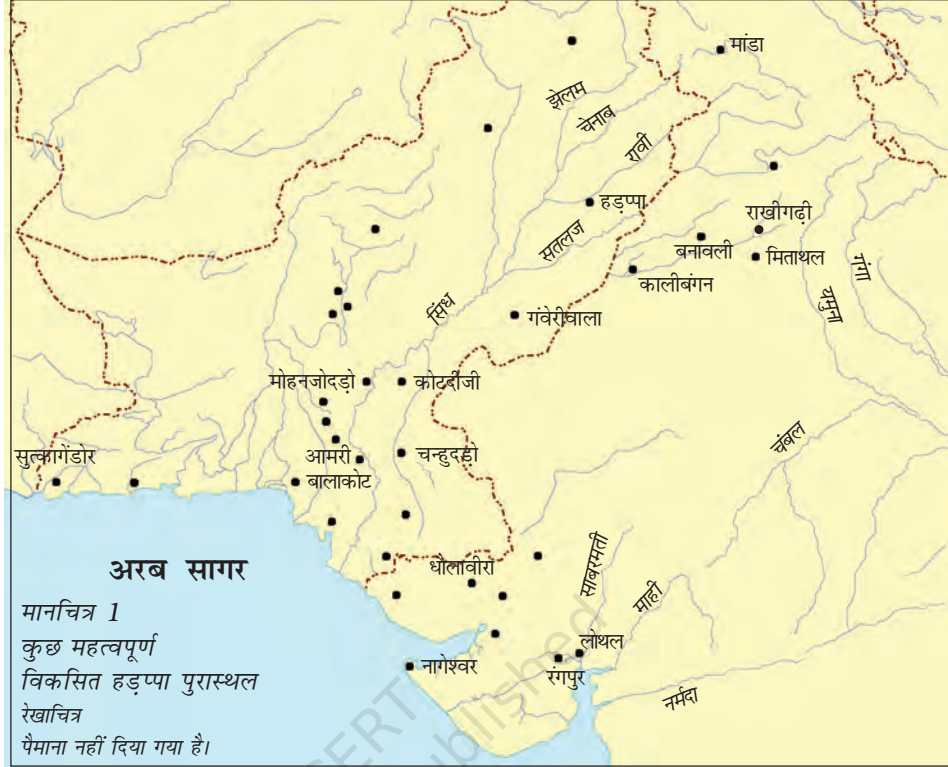 मांडा
झेलम
चेनाब
रावी
हड़प्पा
राखीगढ़ी
सतलज
बनावली
मिताथल
गंगा
कालीबंगन
यमुना
सिंध
गंवेरीवाला
मोहनजोदड़ो
कोटदीजी
चंबल
सुत्कागेंडोर
आमरी
चन्हुदड़ो
बालाकोट
साबरमती
अरब सागर
धौलावीरा
माही
मानचित्र 1
कुछ महत्वपूर्ण
लोथल
विकसित हड़प्पा पुरास्थल
नागेश्वर
रंगपुर
रेखाचित्र
नर्मदा
पैमाना नहीं दिया गया है।